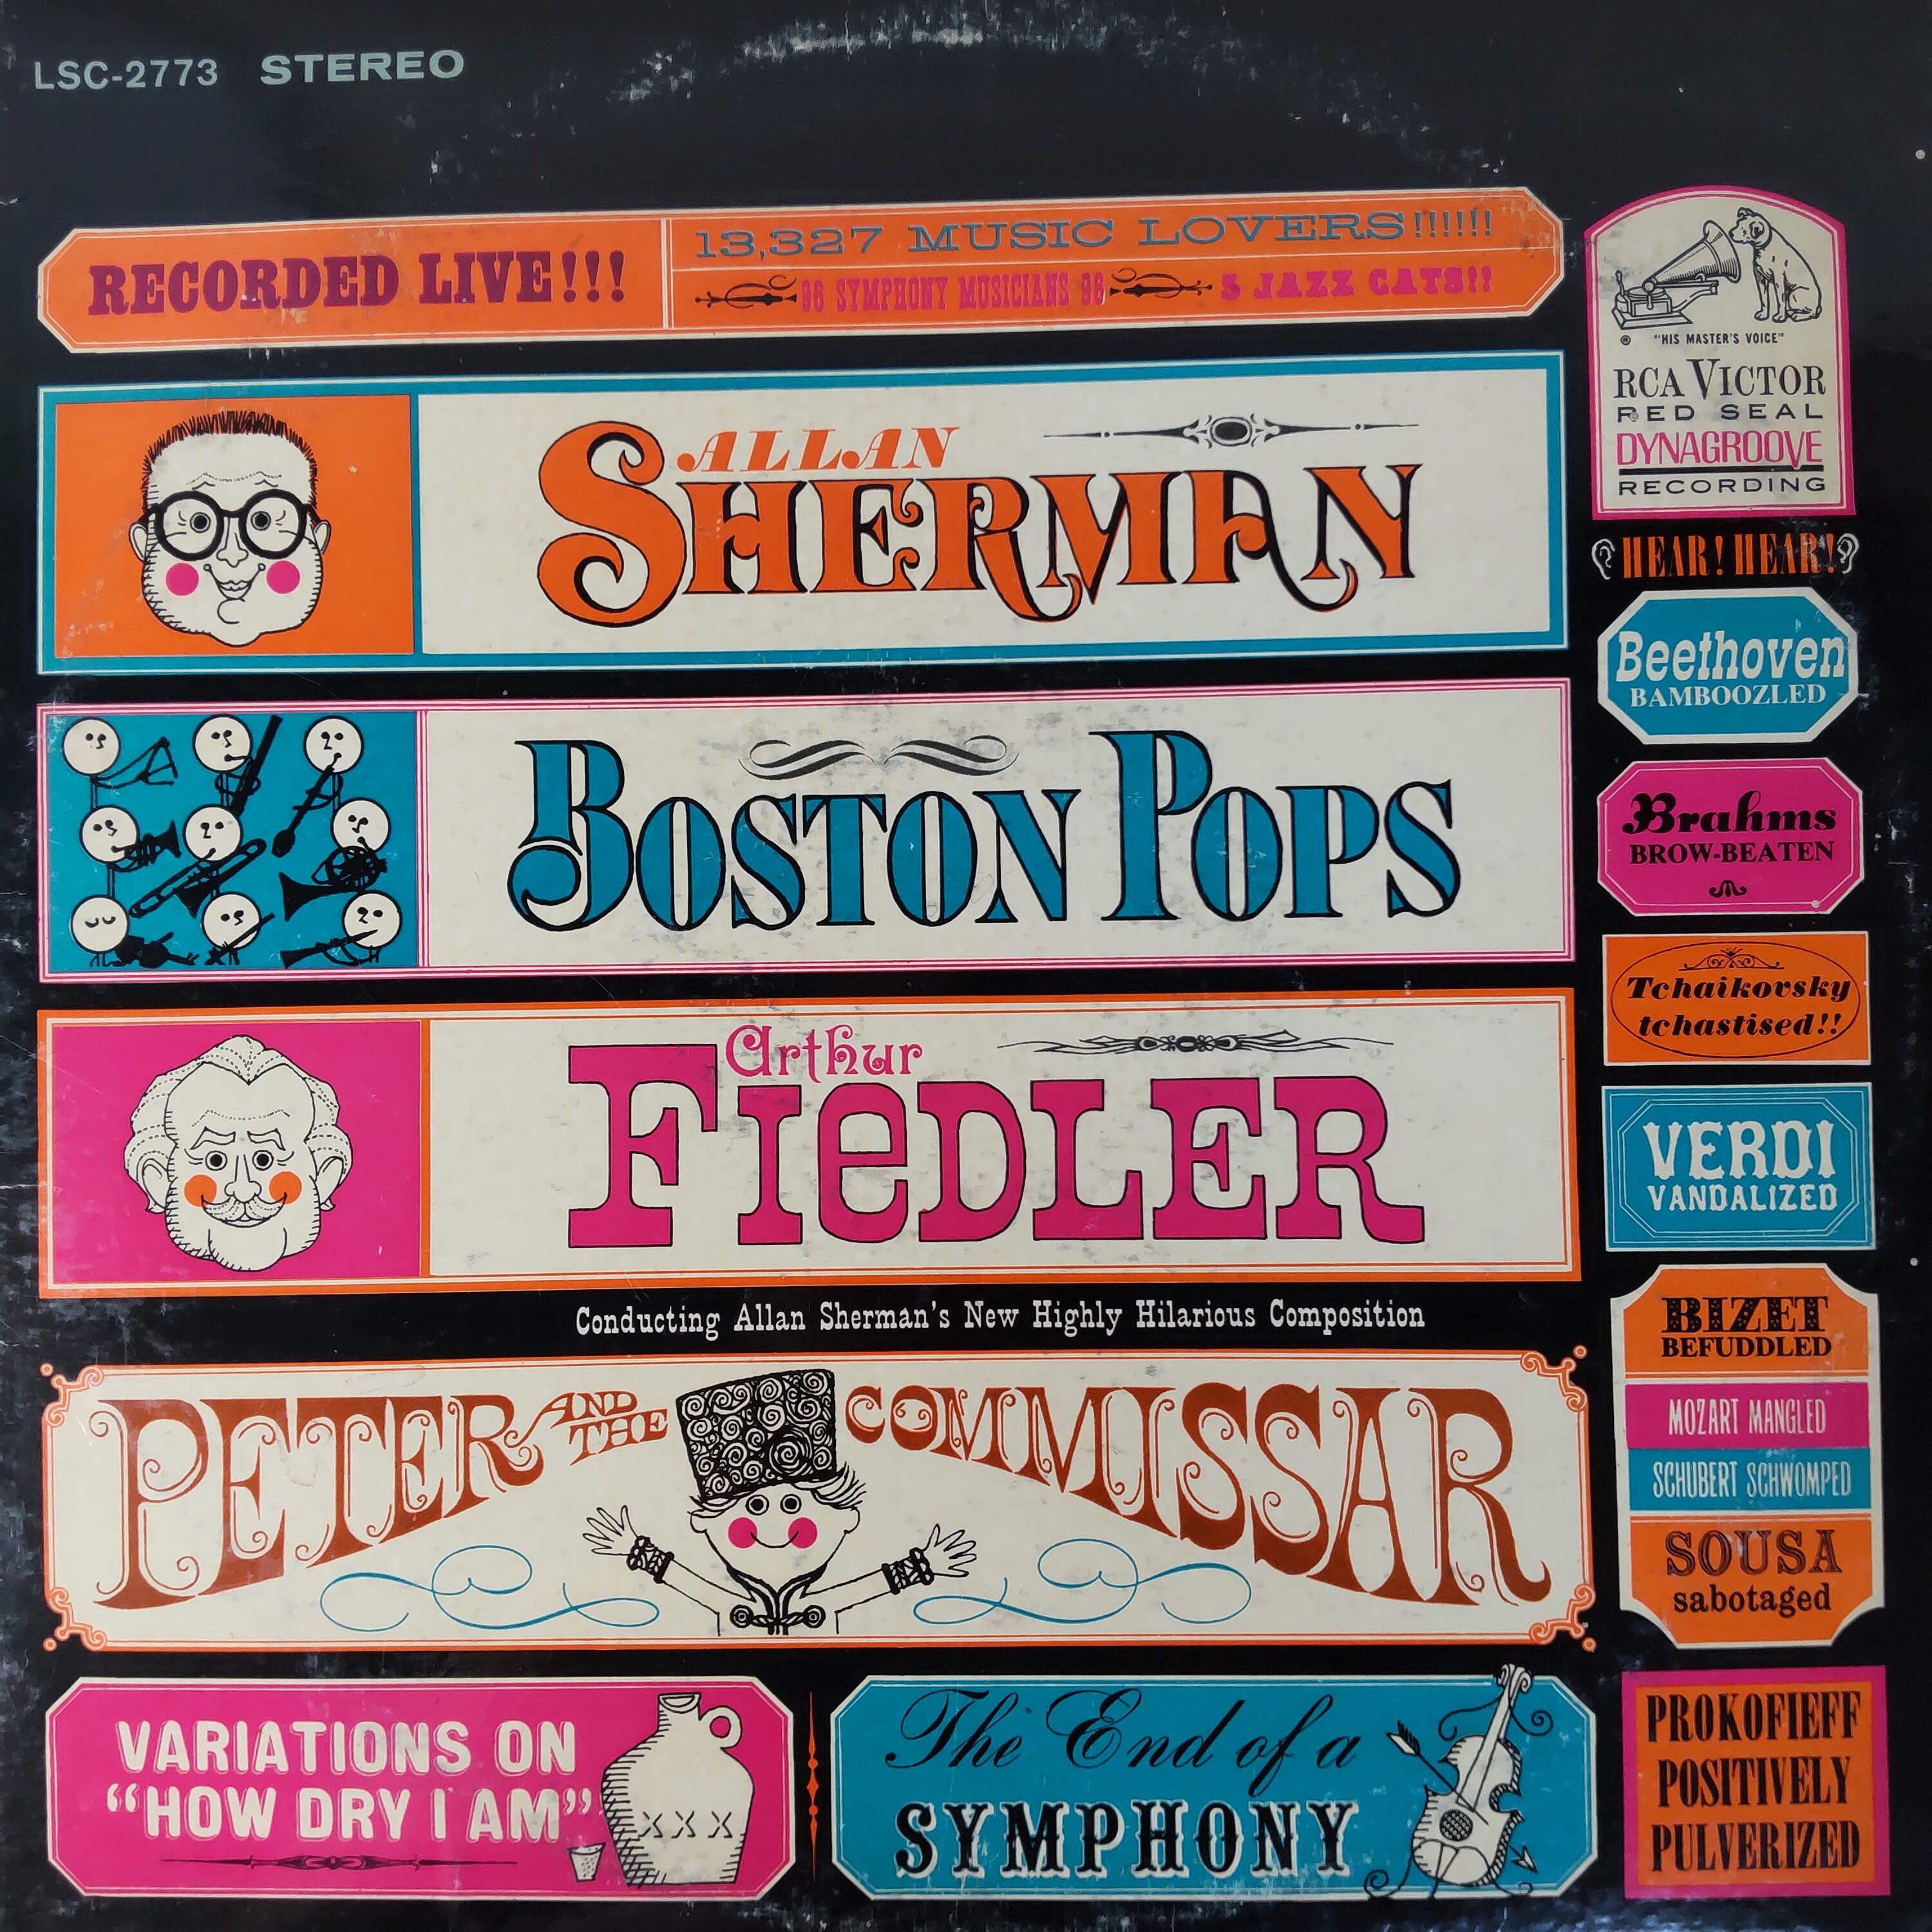 LSC-2773 STEREO
RECORDED LIVE!!!
13,327 MUSIC LOVERS!!!!!!
96 SYMPHONY MUSICIANS 96
5 JAZZ CATS!!
ALLAN
SHERMAN
BOSTON POPS
Arthur
FIeDLER
Conducting Allan Sherman's New Highly Hilarious Composition
PETER AND THE COMMISSAR
VARIATIONS ON
“HOW DRY I AM”
XXX
The End of a
SYMPHONY
® "HIS MASTER'S VOICE"
RCA VICTOR
RED SEAL
DYNAGROOVE
RECORDING
HEAR! HEAR!
Beethoven
BAMBOOZLED
Brahms
BROW-BEATEN
Tchaikovsky
tchastised!!
VERDI
VANDALIZED
BIZET
BEFUDDLED
MOZART MANGLED
SCHUBERT SCHWOMPED
SOUSA
sabotaged
PROKOFIEFF
POSITIVELY
PULVERIZED